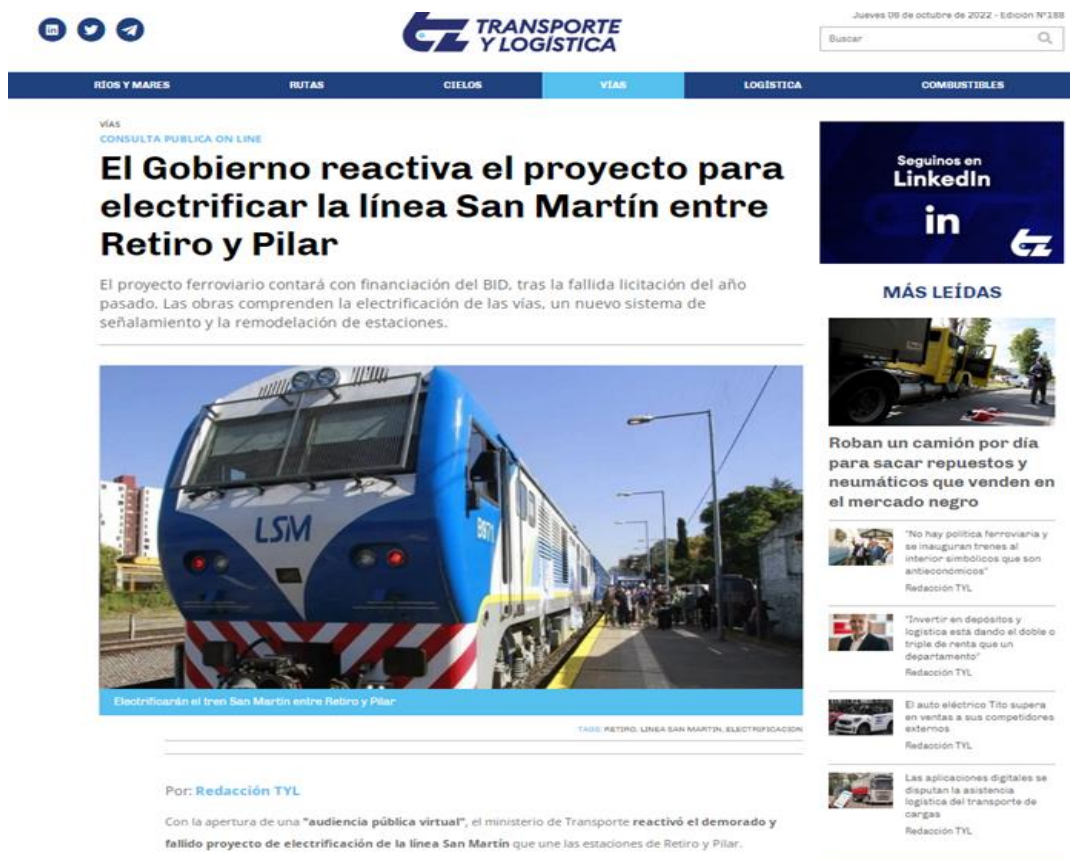 Jueves 06 de octubre de 2022 - Edición Nº188
TRANSPORTE
Y LOGÍSTICA
Buscar
RÍOS Y MARES RUTAS CIELOS VÍAS LOGÍSTICA COMBUSTIBLES
VÍAS
CONSULTA PUBLICA ON LINE
El Gobierno reactiva el proyecto para
electrificar la línea San Martín entre
Retiro y Pilar
El proyecto ferroviario contará con financiación del BID, tras la fallida licitación del año
pasado. Las obras comprenden la electrificación de las vías, un nuevo sistema de
señalamiento y la remodelación de estaciones.
LSM
B971
Electrificarán el tren San Martín entre Retiro y Pilar
TAGS: RETIRO, LINEA SAN MARTIN, ELECTRIFICACION
Por: Redacción TYL
Con la apertura de una "audiencia pública virtual", el ministerio de Transporte reactivó el demorado y
fallido proyecto de electrificación de la línea San Martín que une las estaciones de Retiro y Pilar.
Seguinos en
LinkedIn
in
MÁS LEÍDAS
Roban un camión por día
para sacar repuestos y
neumáticos que venden en
el mercado negro
"No hay política ferroviaria y
se inauguran trenes al
interior simbólicos que son
antieconómicos"
Redacción TYL
"Invertir en depósitos y
logística está dando el doble o
triple de renta que un
departamento"
Redacción TYL
El auto eléctrico Tito supera
en ventas a sus competidores
externos
Redacción TYL
Las aplicaciones digitales se
disputan la asistencia
logística del transporte de
cargas
Redacción TYL